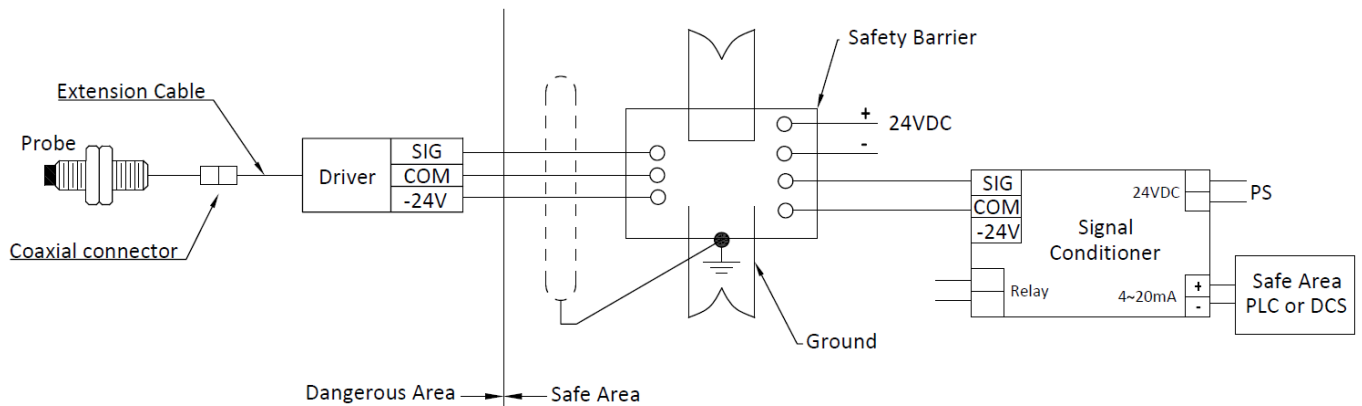 Safety Barrier
Extension Cable
+
24VDC
-
Probe
SIG
Driver
COM
-24V
SIG
24VDC
PS
COM
-24V
Signal
Conditioner
Coaxial connector
Relay
4~20mA
+
-
Safe Area
PLC or DCS
Ground
Dangerous Area
Safe Area